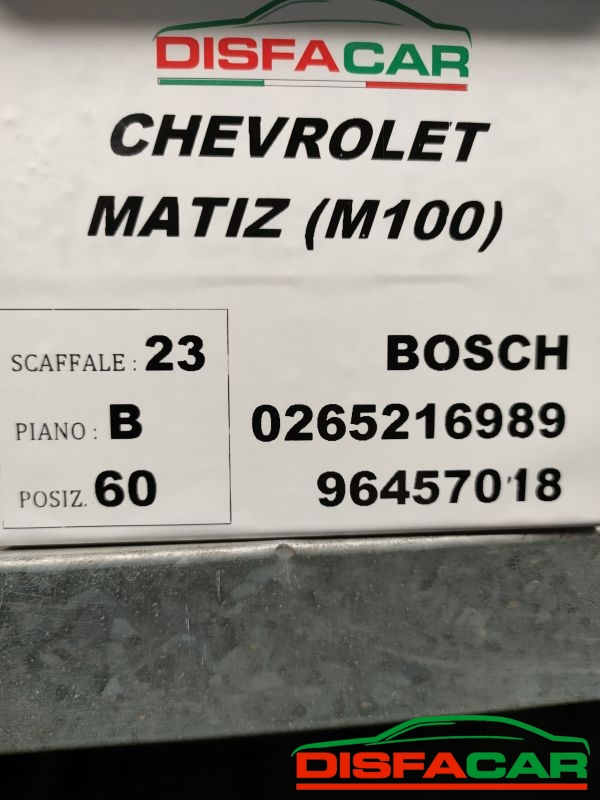 DISFACAR
CHEVROLET
MATIZ (M100)
SCAFFALE : 23
PIANO : B
POSIZ. 60
BOSCH
0265216989
96457018
DISFACAR